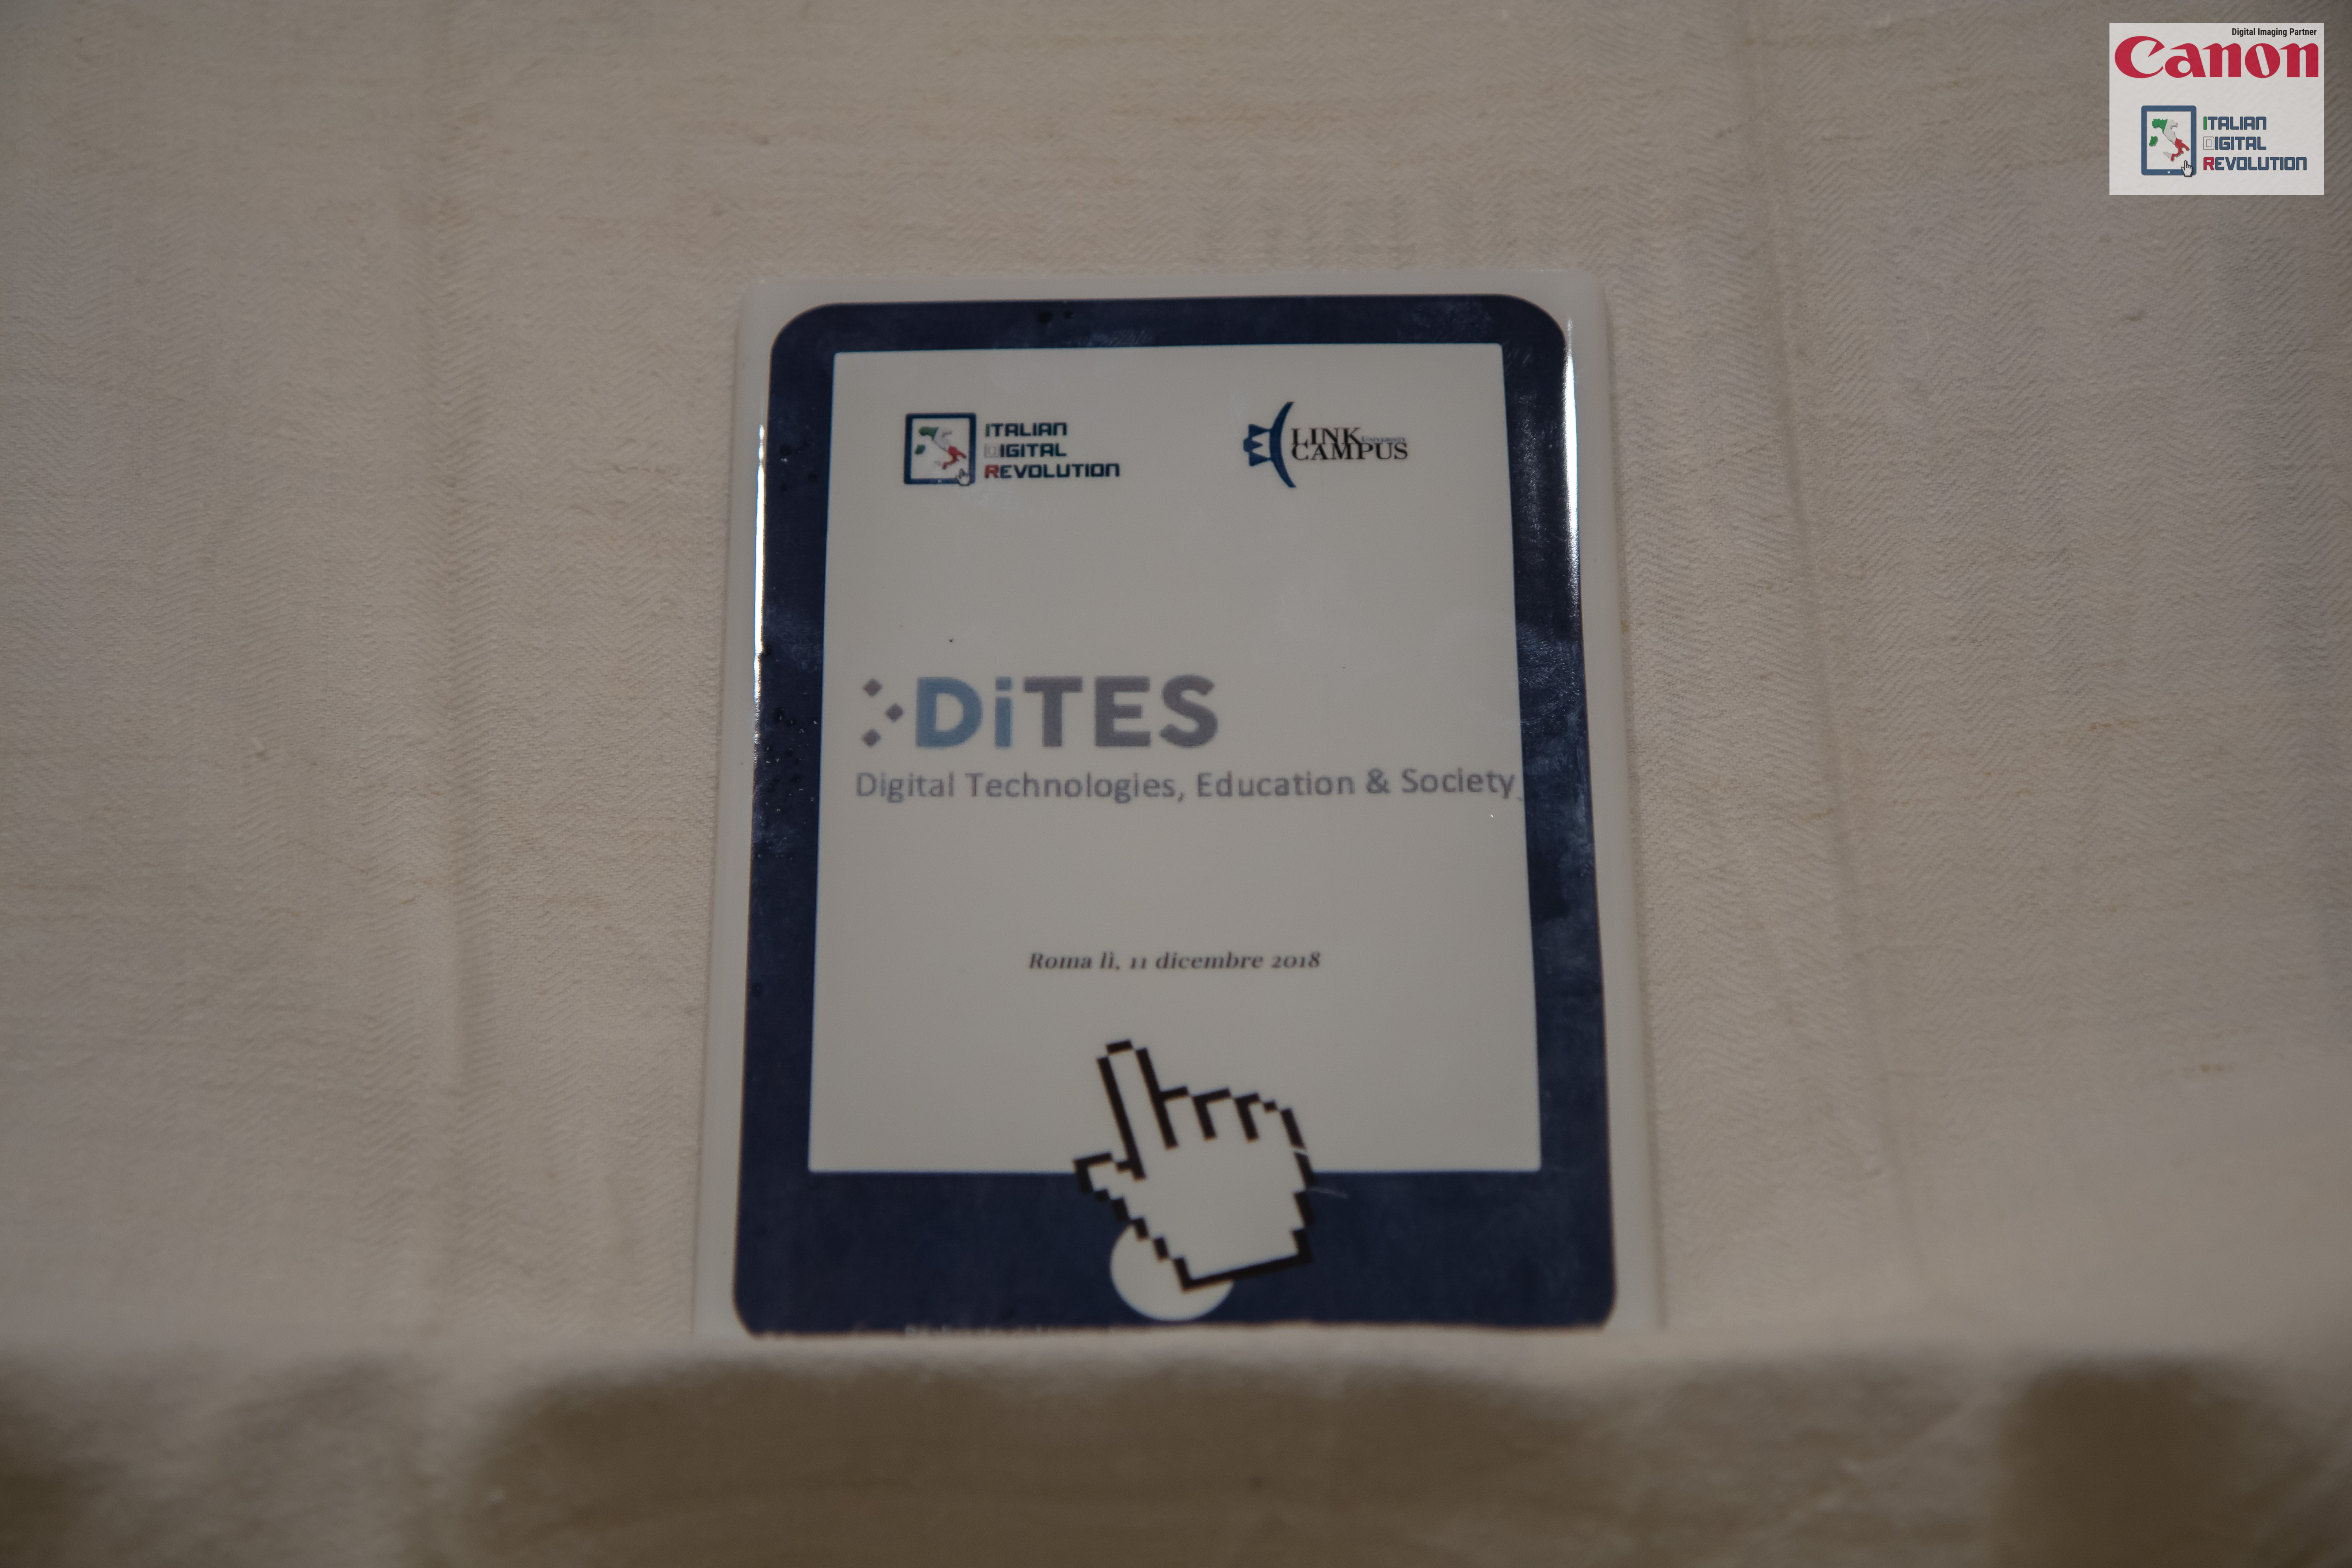 Digital Imaging Partner
Canon
ITALIAN
DIGITAL
REVOLUTION
ITALIAN
DIGITAL
REVOLUTION
LINK UNIVERSITY
CAMPUS
DiTES
Digital Technologies, Education & Society
Roma lì, 11 dicembre 2018